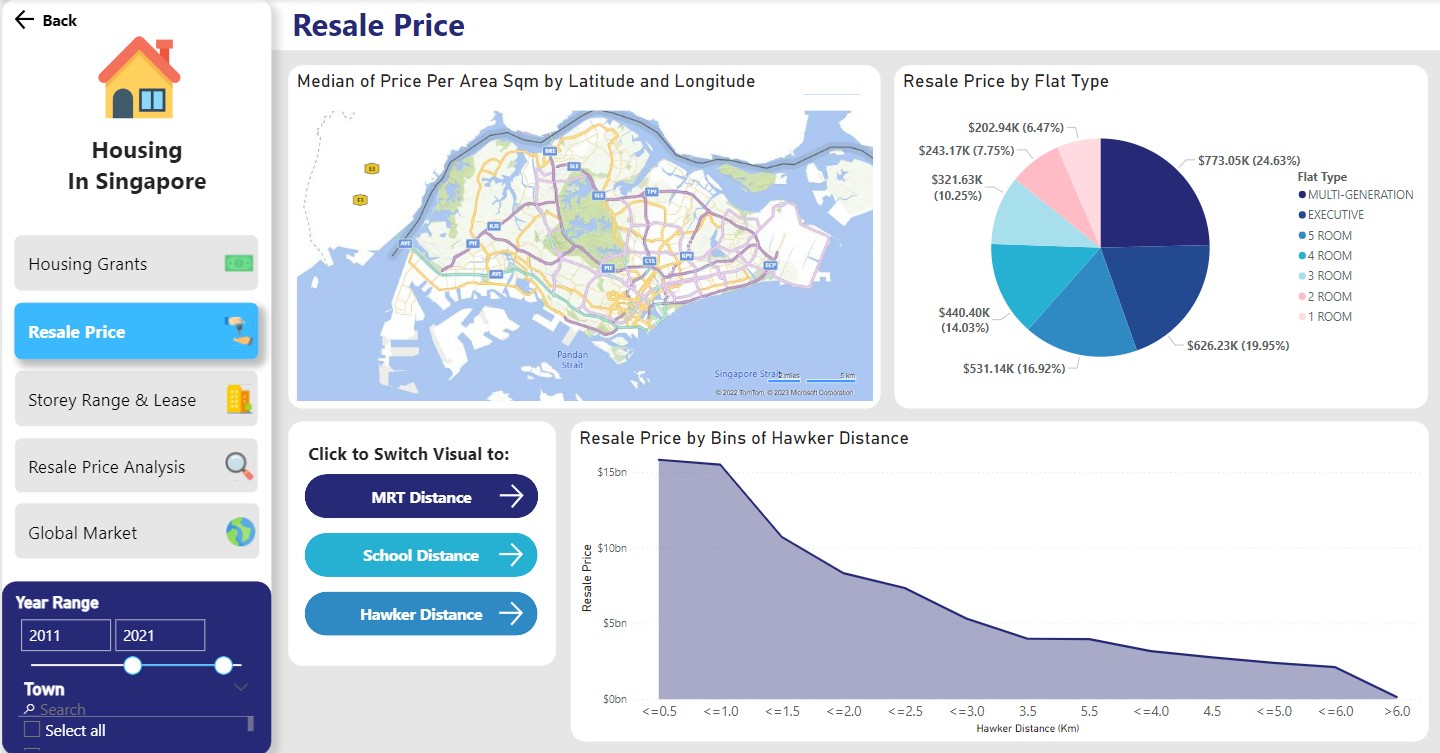 Back
Housing
In Singapore
Housing Grants
Resale Price
Storey Range & Lease
Resale Price Analysis
Global Market
Year Range
2011
2021
Town
Search
Select all
Resale Price
Median of Price Per Area Sqm by Latitude and Longitude
E3
E3
BKE
SLE
SLE
TPE
KJE
AYE
PIE
AYE
PIE
CTE
KPE
ECP
Pandan
Strait
Singapore Strait
2 miles
5 km
© 2022 TomTom, © 2023 Microsoft Corporation
Resale Price by Flat Type
$202.94K (6.47%)
$243.17K (7.75%)
$321.63K
(10.25%)
$440.40K
(14.03%)
$531.14K (16.92%)
$626.23K (19.95%)
$773.05K (24.63%)
Flat Type
MULTI-GENERATION
EXECUTIVE
5 ROOM
4 ROOM
3 ROOM
2 ROOM
1 ROOM
Click to Switch Visual to:
MRT Distance
School Distance
Hawker Distance
Resale Price by Bins of Hawker Distance
Resale Price
$15bn
$10bn
$5bn
$0bn
<=0.5 <=1.0 <=1.5 <=2.0 <=2.5 <=3.0 3.5 5.5 <=4.0 4.5 <=5.0 <=6.0 >6.0
Hawker Distance (Km)